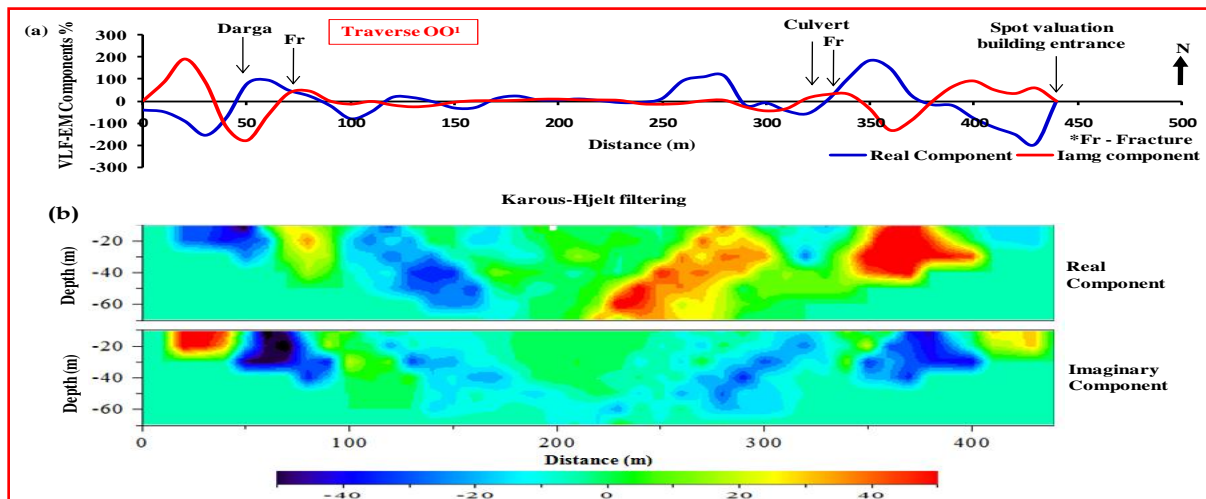 (a)
VLF-EM Components %
300
200
100
0
-100
-200
-300
Darga
Fr
Traverse OO¹
Culvert
Fr
Spot valuation
building entrance
N
0 50 100 150 200 250 300 350 400 450 500
Distance (m)
*Fr - Fracture
Real Component
Iamg component
Karous-Hjelt filtering
(b)
Depth (m)
-20
-40
-60
Real
Component
Depth (m)
-20
-40
-60
Imaginary
Component
0 100 200 300 400
Distance (m)
-40 -20 0 20 40